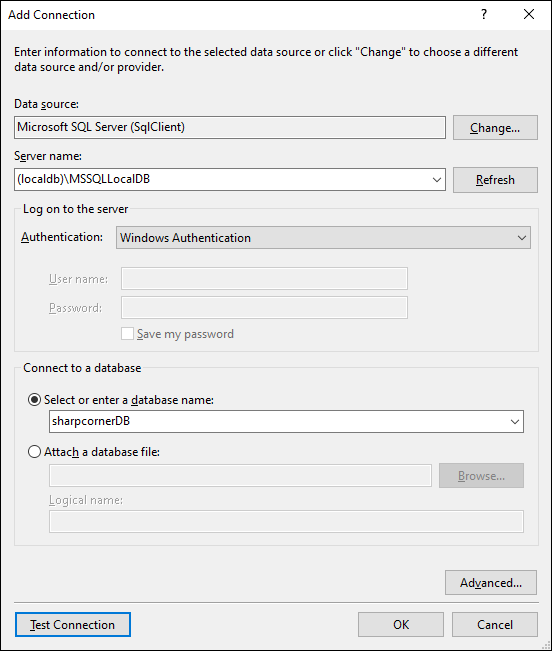 Add Connection
?
Enter information to connect to the selected data source or click "Change" to choose a different
data source and/or provider.
Data source:
Microsoft SQL Server (SqlClient)
Change...
Server name:
(localdb)\MSSQLLocalDB
Refresh
Log on to the server
Authentication:
Windows Authentication
User name:
Password:
Save my password
Connect to a database
Select or enter a database name:
sharpcornerDB
Attach a database file:
Browse...
Logical name:
Advanced...
Test Connection
OK
Cancel